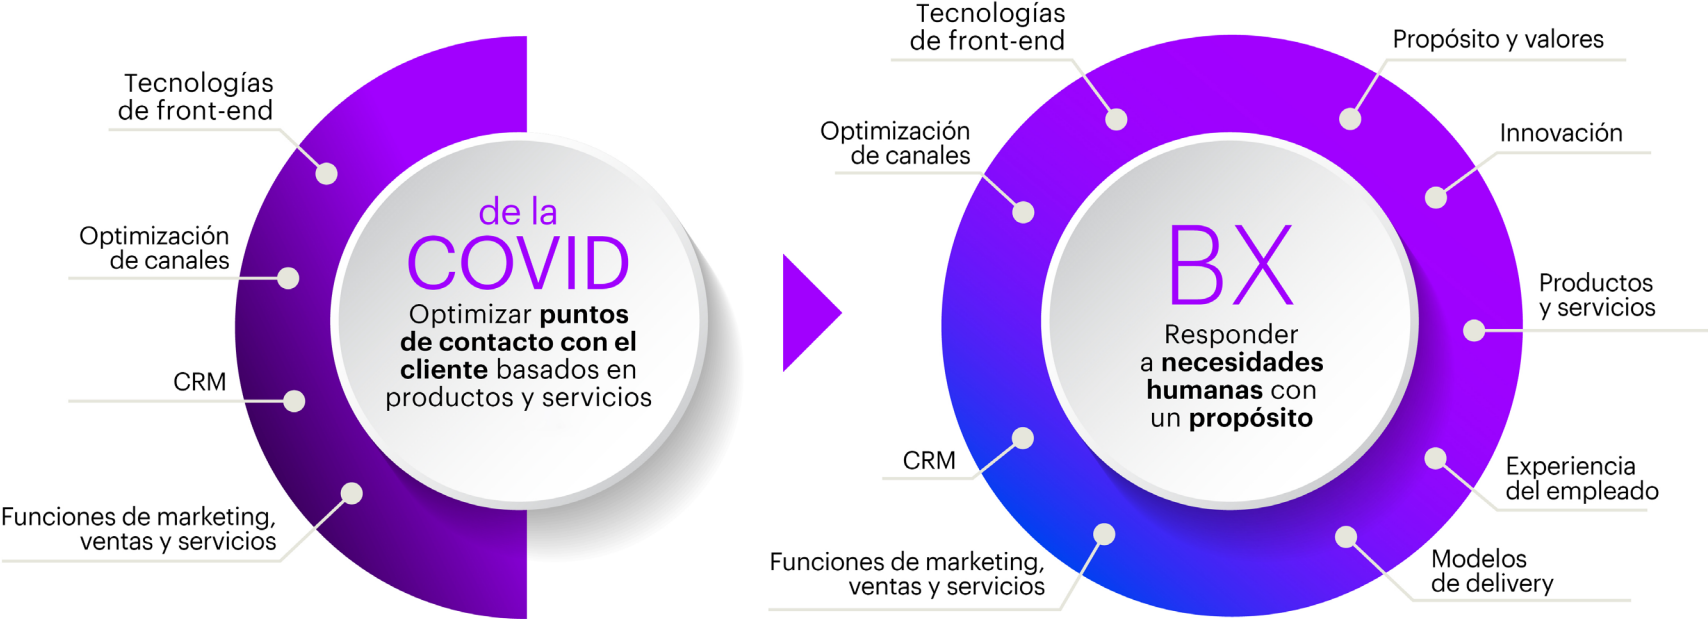 Tecnologías
de front-end
Optimización
de canales
CRM
Funciones de marketing,
ventas y servicios
de la
COVID
Optimizar puntos
de contacto con el
cliente basados en
productos y servicios
Tecnologías
de front-end
Optimización
de canales
CRM
Funciones de marketing,
ventas y servicios
BX
Responder
a necesidades
humanas con
un propósito
Propósito y valores
Innovación
Productos
y servicios
Experiencia
del empleado
Modelos
de delivery